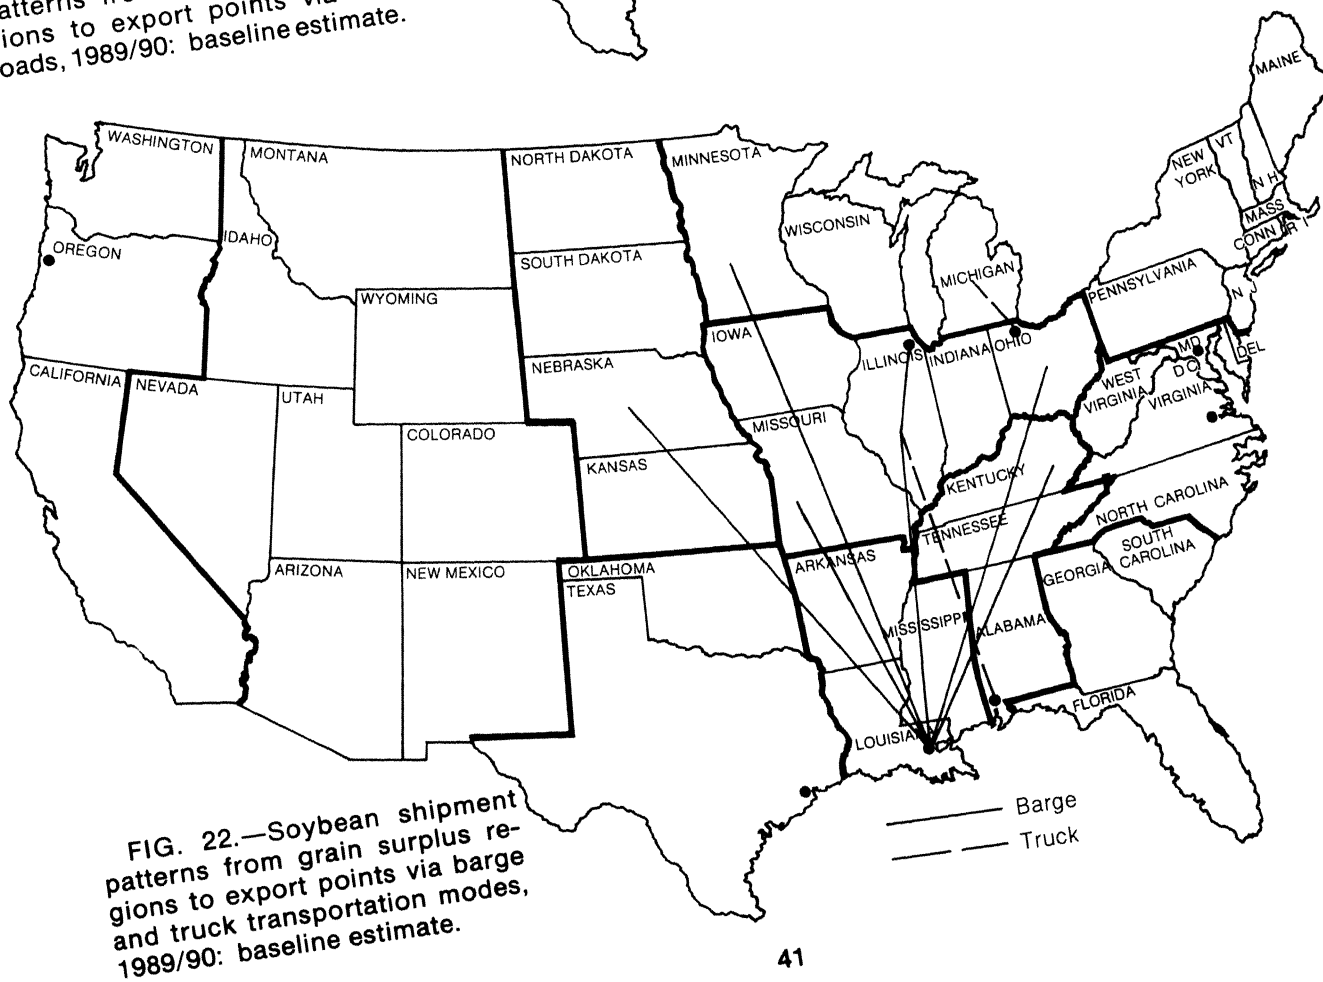 ions to export points via
oads, 1989/90: baseline estimate.
MAINE
WASHINGTON
MONTANA
NORTH DAKOTA
MINNESOTA
NEW
YORK
VT
N H
MASS
CONN
R I
OREGON
IDAHO
SOUTH DAKOTA
WISCONSIN
MICHIGAN
PENNSYLVANIA
N J
WYOMING
IOWA
ILLINOIS
INDIANA
OHIO
MD
DEL
D C
CALIFORNIA
NEVADA
UTAH
NEBRASKA
WEST
VIRGINIA
VIRGINIA
COLORADO
MISSOURI
KANSAS
KENTUCKY
NORTH CAROLINA
TENNESSEE
SOUTH
CAROLINA
ARIZONA
NEW MEXICO
OKLAHOMA
TEXAS
ARKANSAS
GEORGIA
MISSISSIPPI
ALABAMA
FLORIDA
LOUISIANA
Barge
Truck
FIG. 22.—Soybean shipment
patterns from grain surplus re-
gions to export points via barge
and truck transportation modes,
1989/90: baseline estimate.
41